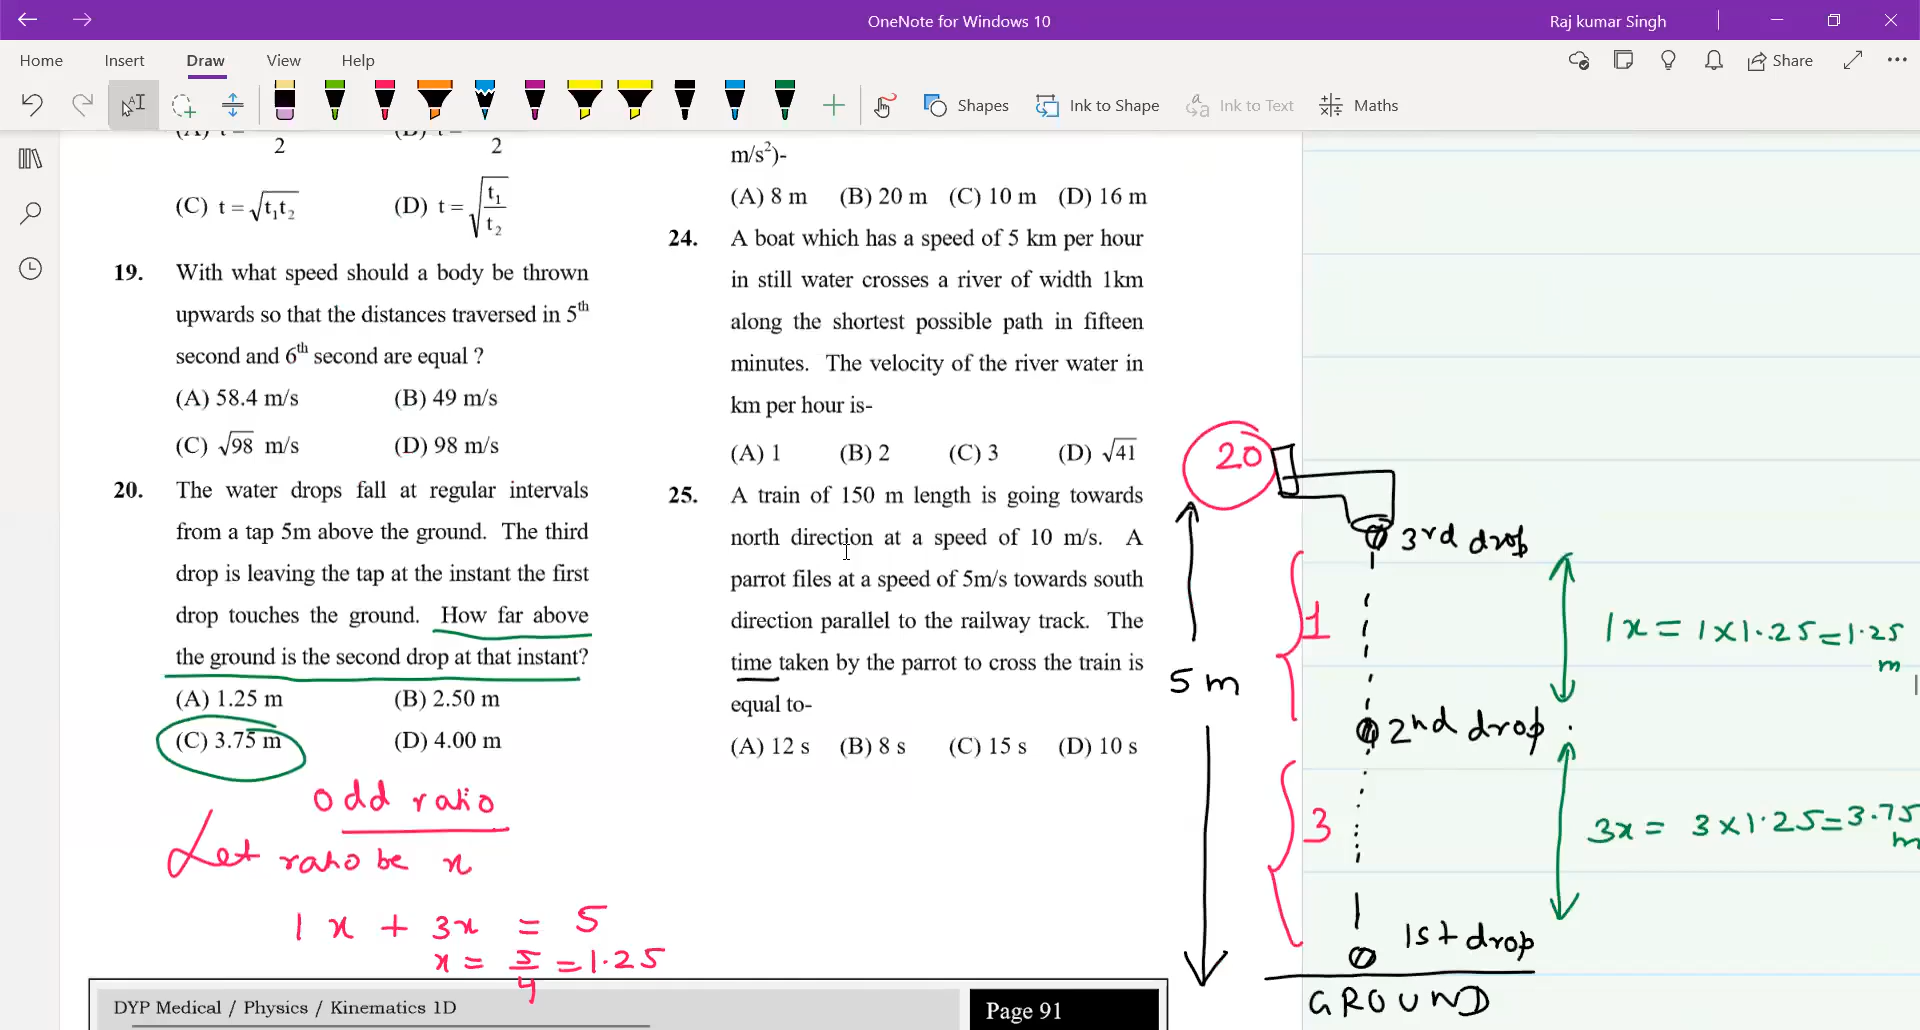 OneNote for Windows 10
Raj kumar Singh
Home Insert Draw View Help
Share
Shapes Ink to Shape Ink to Text Maths
(A) t = 2 (B) t = 2
(C) t = √t₁t₂ (D) t = √(t₁/t₂)
19. With what speed should a body be thrown
upwards so that the distances traversed in 5th
second and 6th second are equal ?
(A) 58.4 m/s (B) 49 m/s
(C) √98 m/s (D) 98 m/s
20. The water drops fall at regular intervals
from a tap 5m above the ground. The third
drop is leaving the tap at the instant the first
drop touches the ground. How far above
the ground is the second drop at that instant?
(A) 1.25 m (B) 2.50 m
(C) 3.75 m (D) 4.00 m
odd ratio
Let ratio be x
1x + 3x = 5
x = 5/4 = 1.25
m/s²)-
(A) 8 m (B) 20 m (C) 10 m (D) 16 m
24. A boat which has a speed of 5 km per hour
in still water crosses a river of width 1km
along the shortest possible path in fifteen
minutes. The velocity of the river water in
km per hour is-
(A) 1 (B) 2 (C) 3 (D) √41
25. A train of 150 m length is going towards
north direction at a speed of 10 m/s. A
parrot files at a speed of 5m/s towards south
direction parallel to the railway track. The
time taken by the parrot to cross the train is
equal to-
(A) 12 s (B) 8 s (C) 15 s (D) 10 s
20
3rd drop
1
1x = 1×1.25=1.25
m
5 m
2nd drop
3
3x = 3×1.25=3.75
m
1st drop
GROUND
DYP Medical / Physics / Kinematics 1D
Page 91